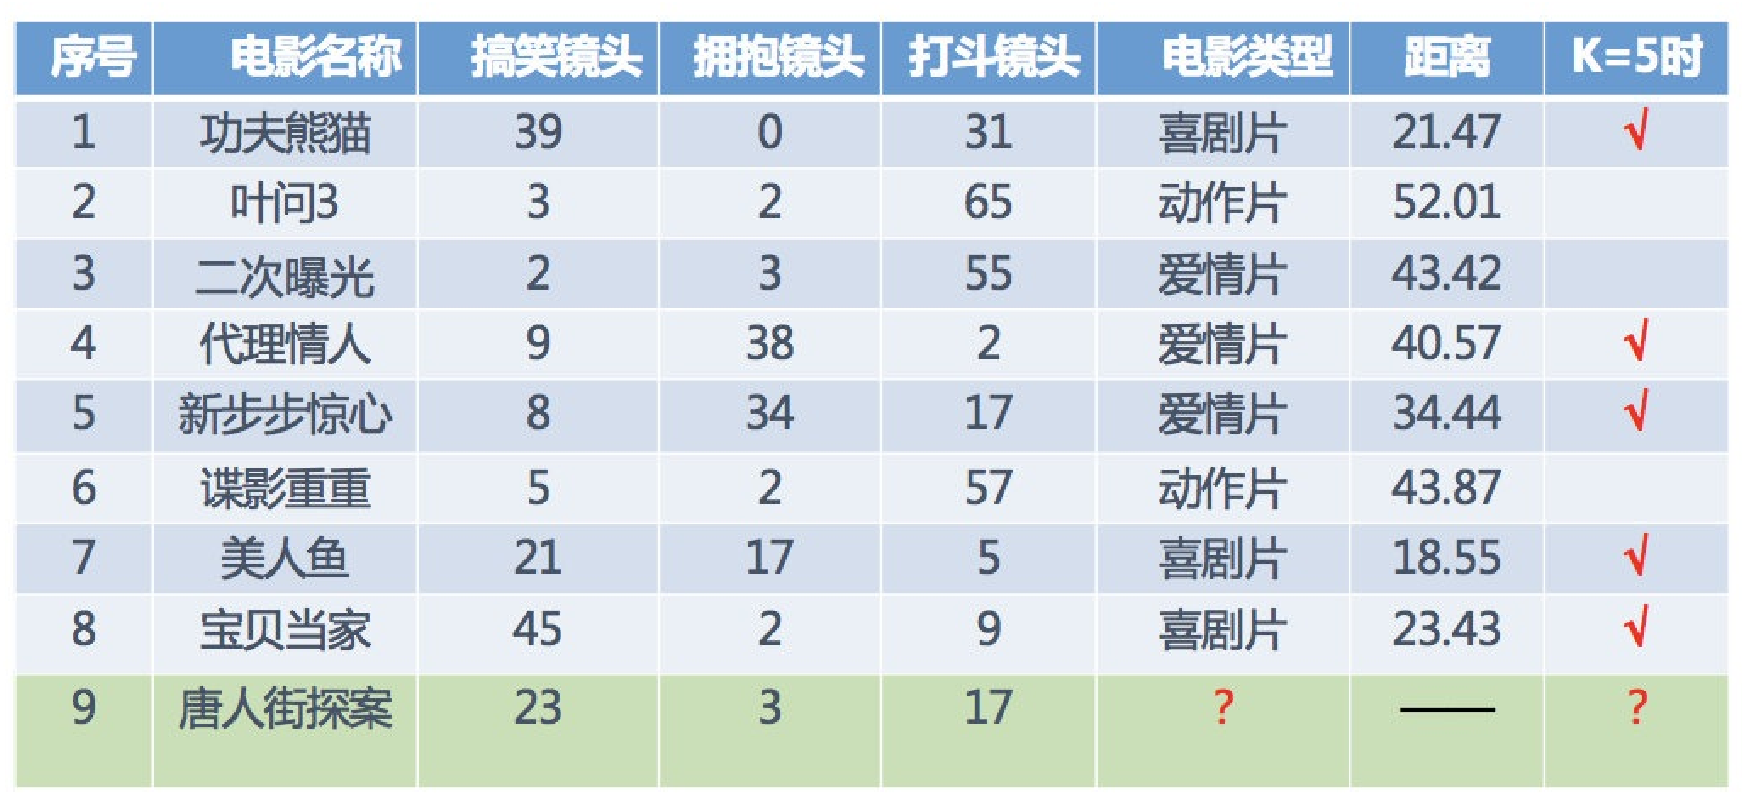 序号 电影名称 搞笑镜头 拥抱镜头 打斗镜头 电影类型 距离 K=5时
1 功夫熊猫 39 0 31 喜剧片 21.47 √
2 叶问3 3 2 65 动作片 52.01
3 二次曝光 2 3 55 爱情片 43.42
4 代理情人 9 38 2 爱情片 40.57 √
5 新步步惊心 8 34 17 爱情片 34.44 √
6 谍影重重 5 2 57 动作片 43.87
7 美人鱼 21 17 5 喜剧片 18.55 √
8 宝贝当家 45 2 9 喜剧片 23.43 √
9 唐人街探案 23 3 17 ? —— ?